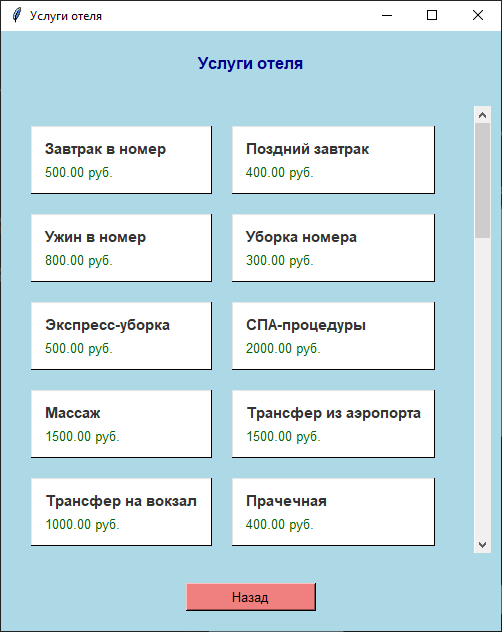 Услуги отеля
Услуги отеля
Завтрак в номер
500.00 руб.
Поздний завтрак
400.00 руб.
Ужин в номер
800.00 руб.
Уборка номера
300.00 руб.
Экспресс-уборка
500.00 руб.
СПА-процедуры
2000.00 руб.
Массаж
1500.00 руб.
Трансфер из аэропорта
1500.00 руб.
Трансфер на вокзал
1000.00 руб.
Прачечная
400.00 руб.
Назад